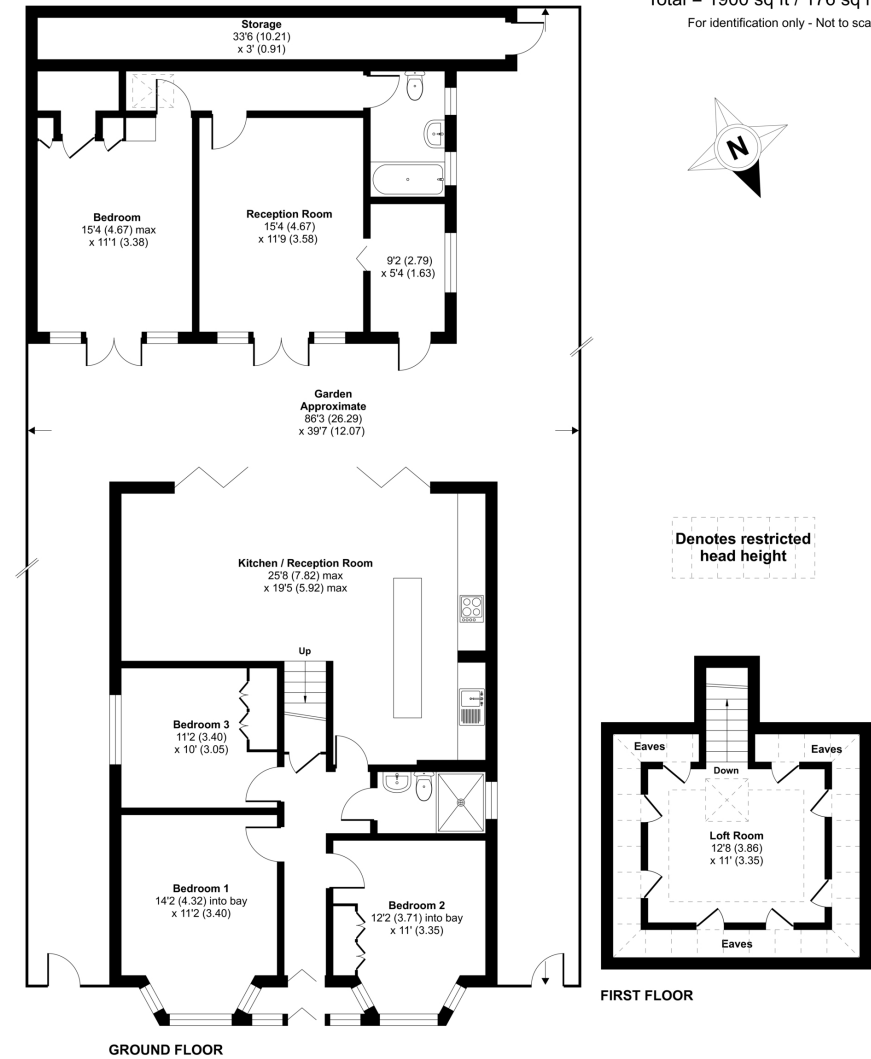 Total = 1900 sq ft / 176 sq
For identification only - Not to sca
Storage
33'6 (10.21)
x 3' (0.91)
N
Bedroom
15'4 (4.67) max
x 11'1 (3.38)
Reception Room
15'4 (4.67)
x 11'9 (3.58)
9'2 (2.79)
x 5'4 (1.63)
Garden
Approximate
86'3 (26.29)
x 39'7 (12.07)
Kitchen / Reception Room
25'8 (7.82) max
x 19'5 (5.92) max
Denotes restricted
head height
Up
Bedroom 3
11'2 (3.40)
x 10' (3.05)
Eaves
Eaves
Down
Loft Room
12'8 (3.86)
x 11' (3.35)
Bedroom 1
14'2 (4.32) into bay
x 11'2 (3.40)
Bedroom 2
12'2 (3.71) into bay
x 11' (3.35)
Eaves
FIRST FLOOR
GROUND FLOOR